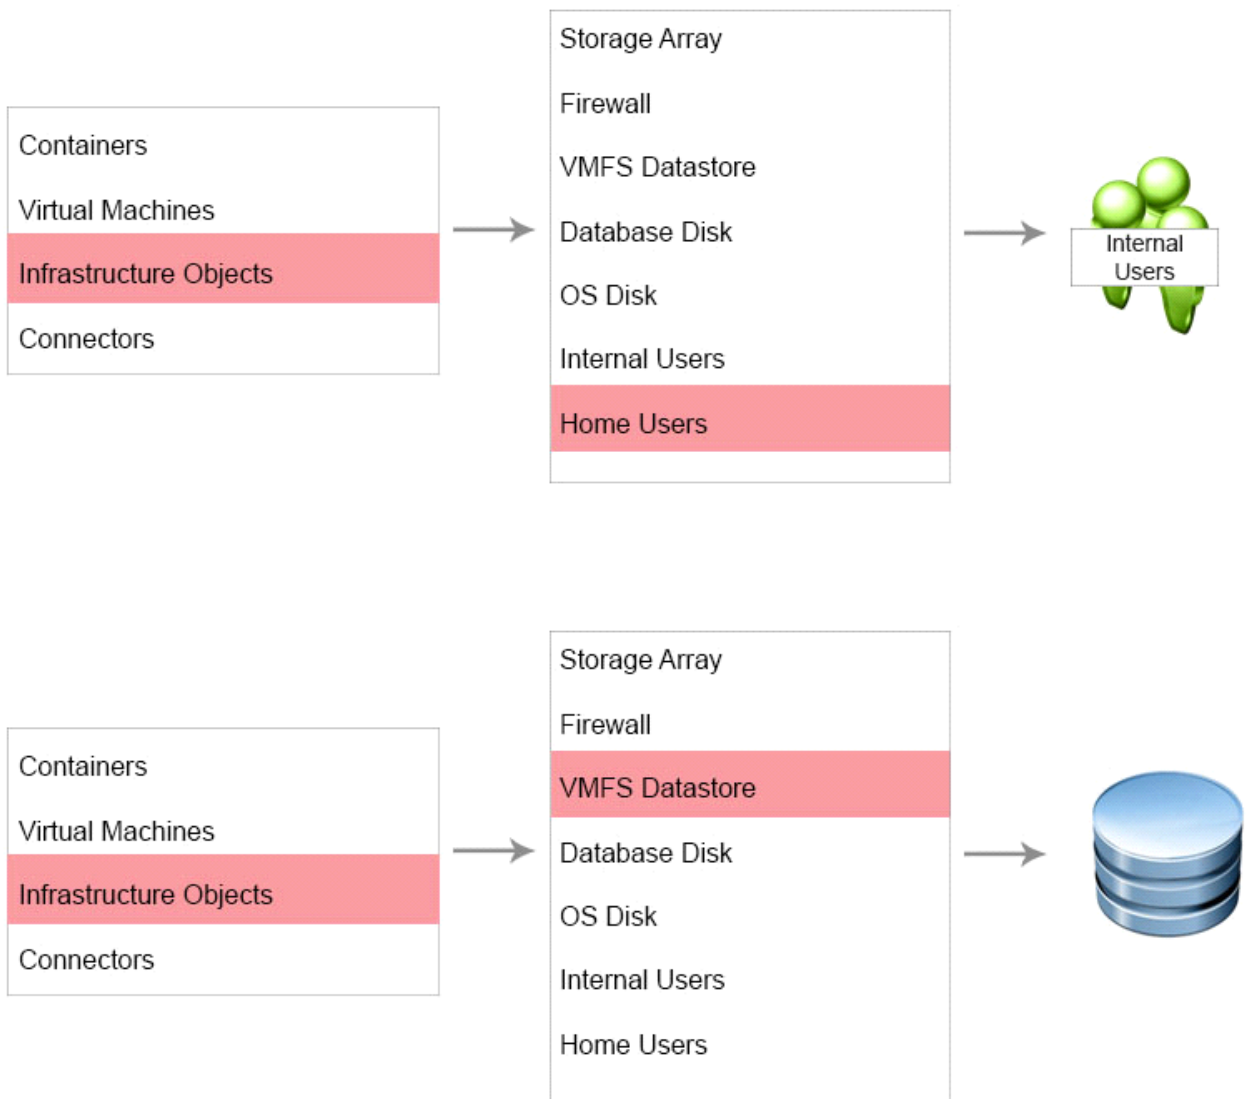 Containers
Virtual Machines
Infrastructure Objects
Connectors
Storage Array
Firewall
VMFS Datastore
Database Disk
OS Disk
Internal Users
Home Users
Internal
Users
Containers
Virtual Machines
Infrastructure Objects
Connectors
Storage Array
Firewall
VMFS Datastore
Database Disk
OS Disk
Internal Users
Home Users